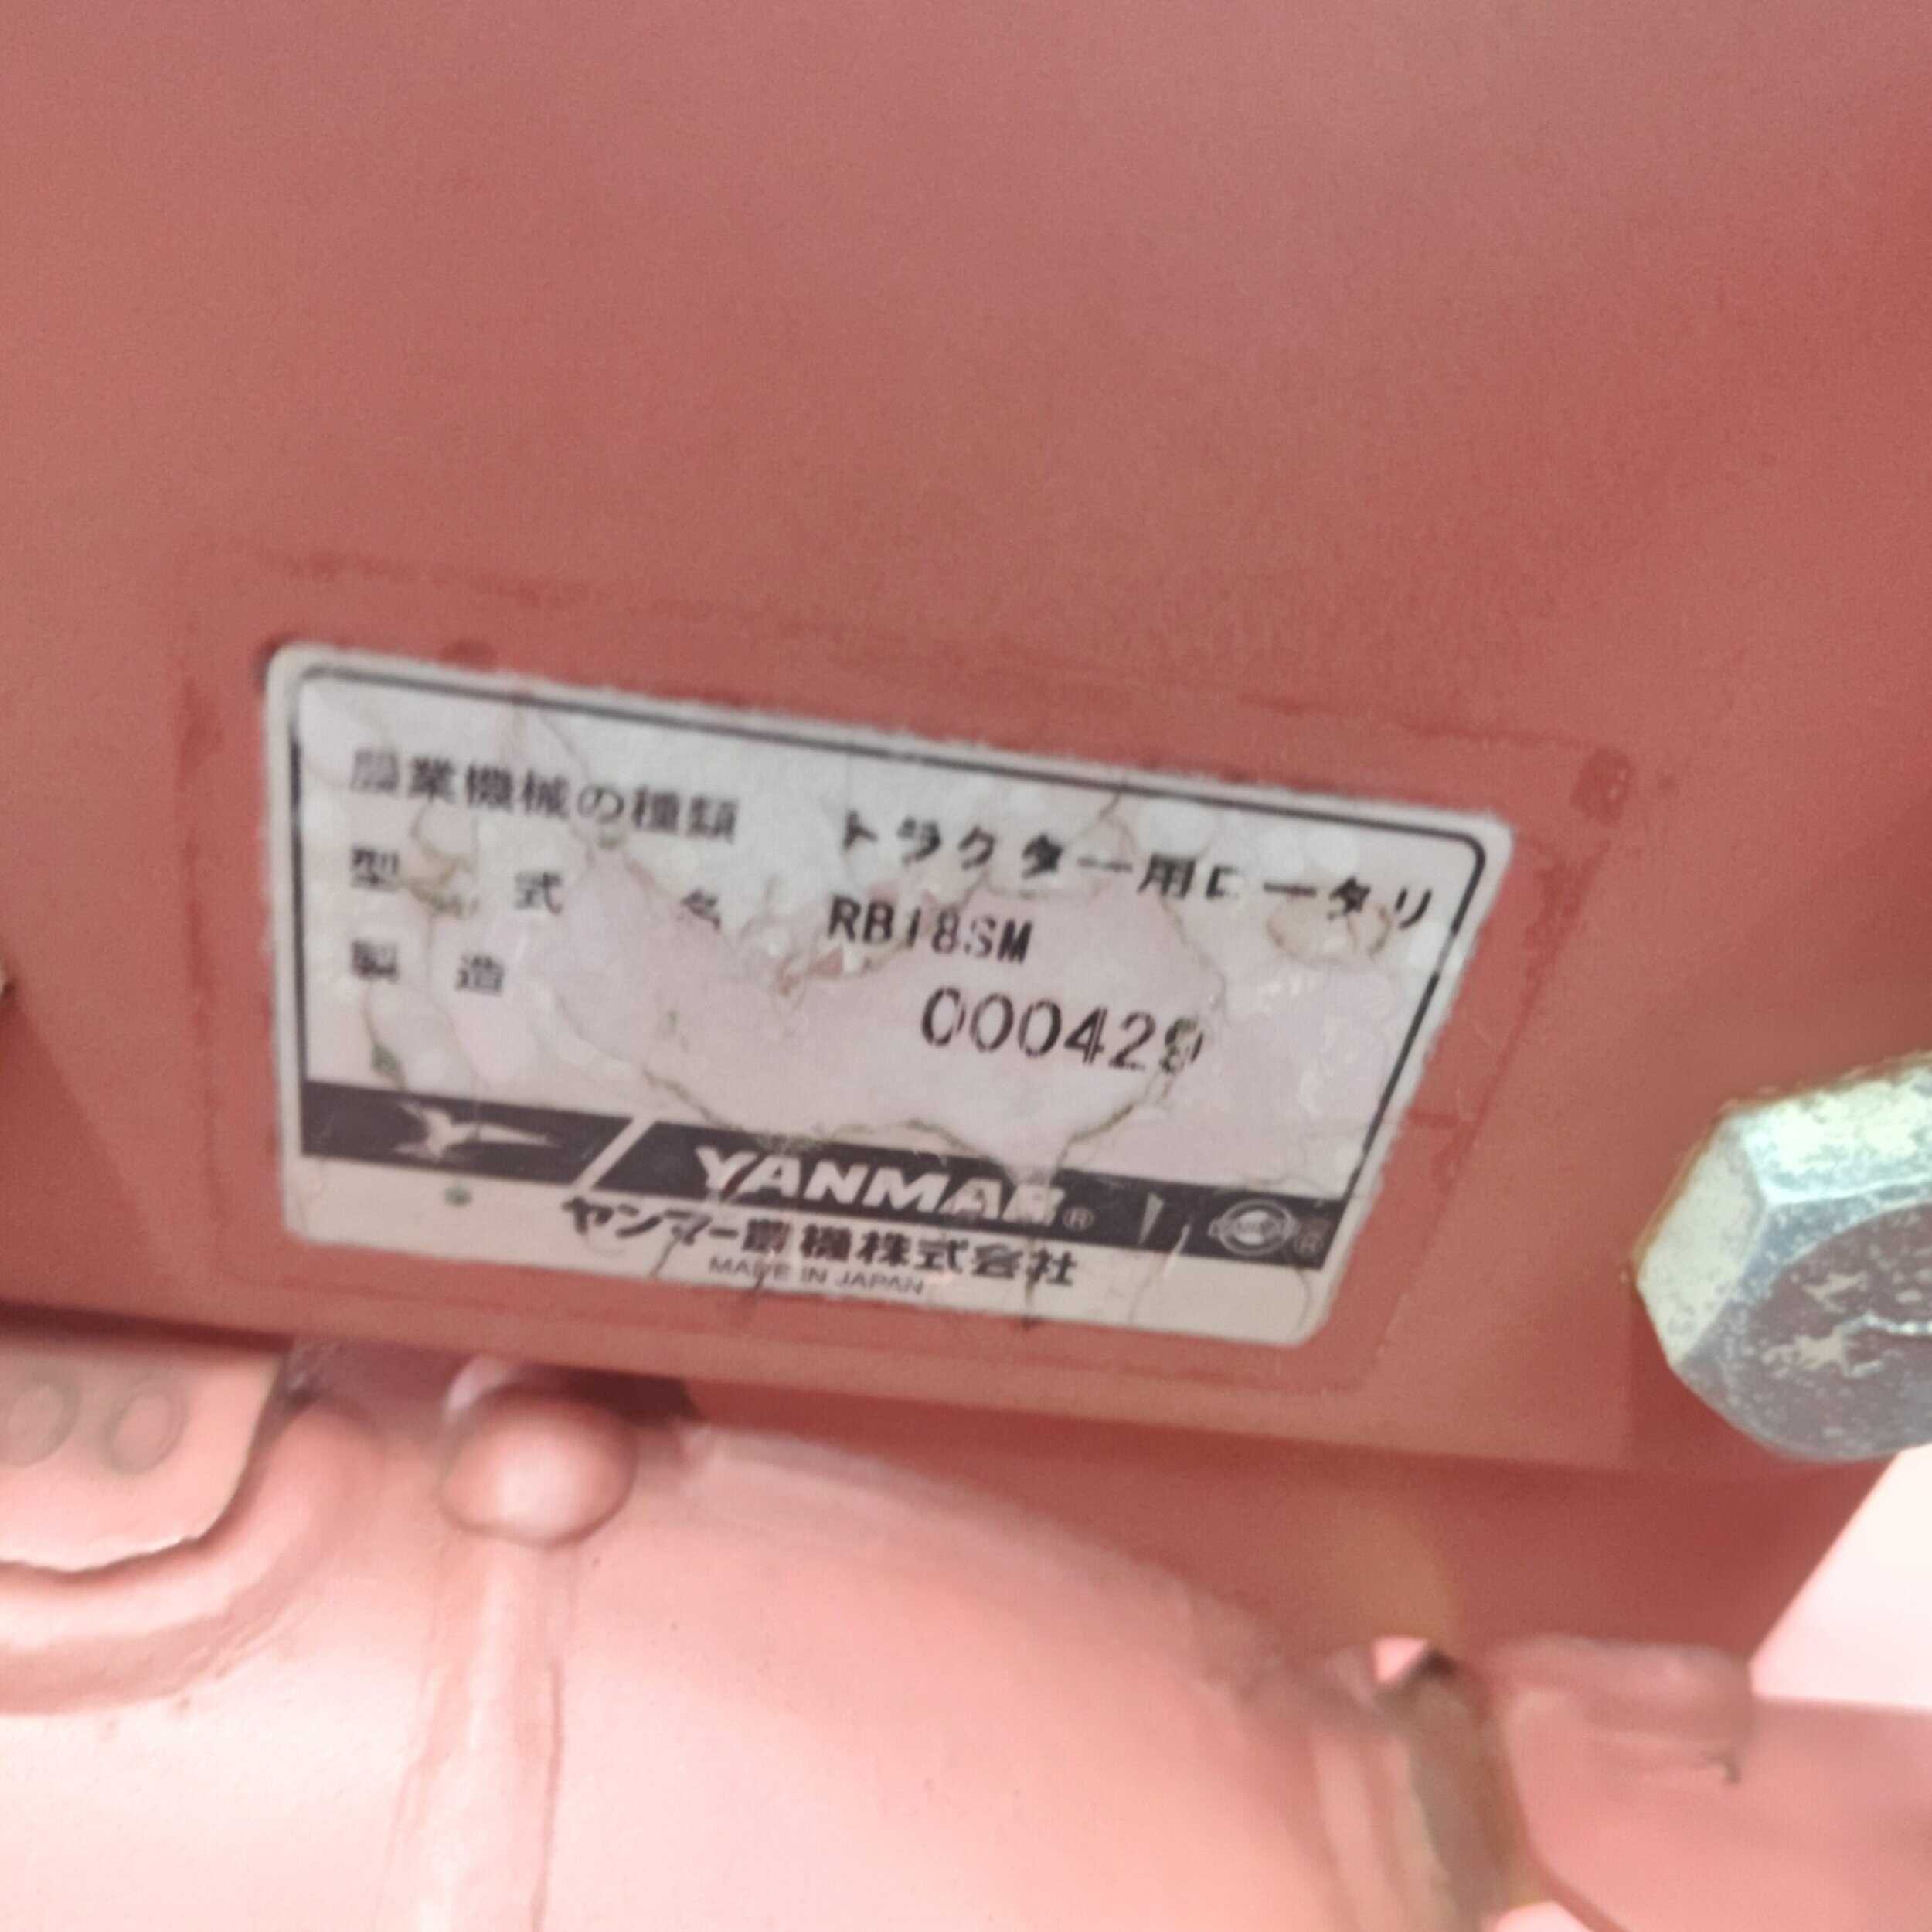 農業機械の種類 トラクター用ロータリ
型式名 RB18SM
製造 000429
YANMAR®
ヤンマー農機株式会社
MADE IN JAPAN